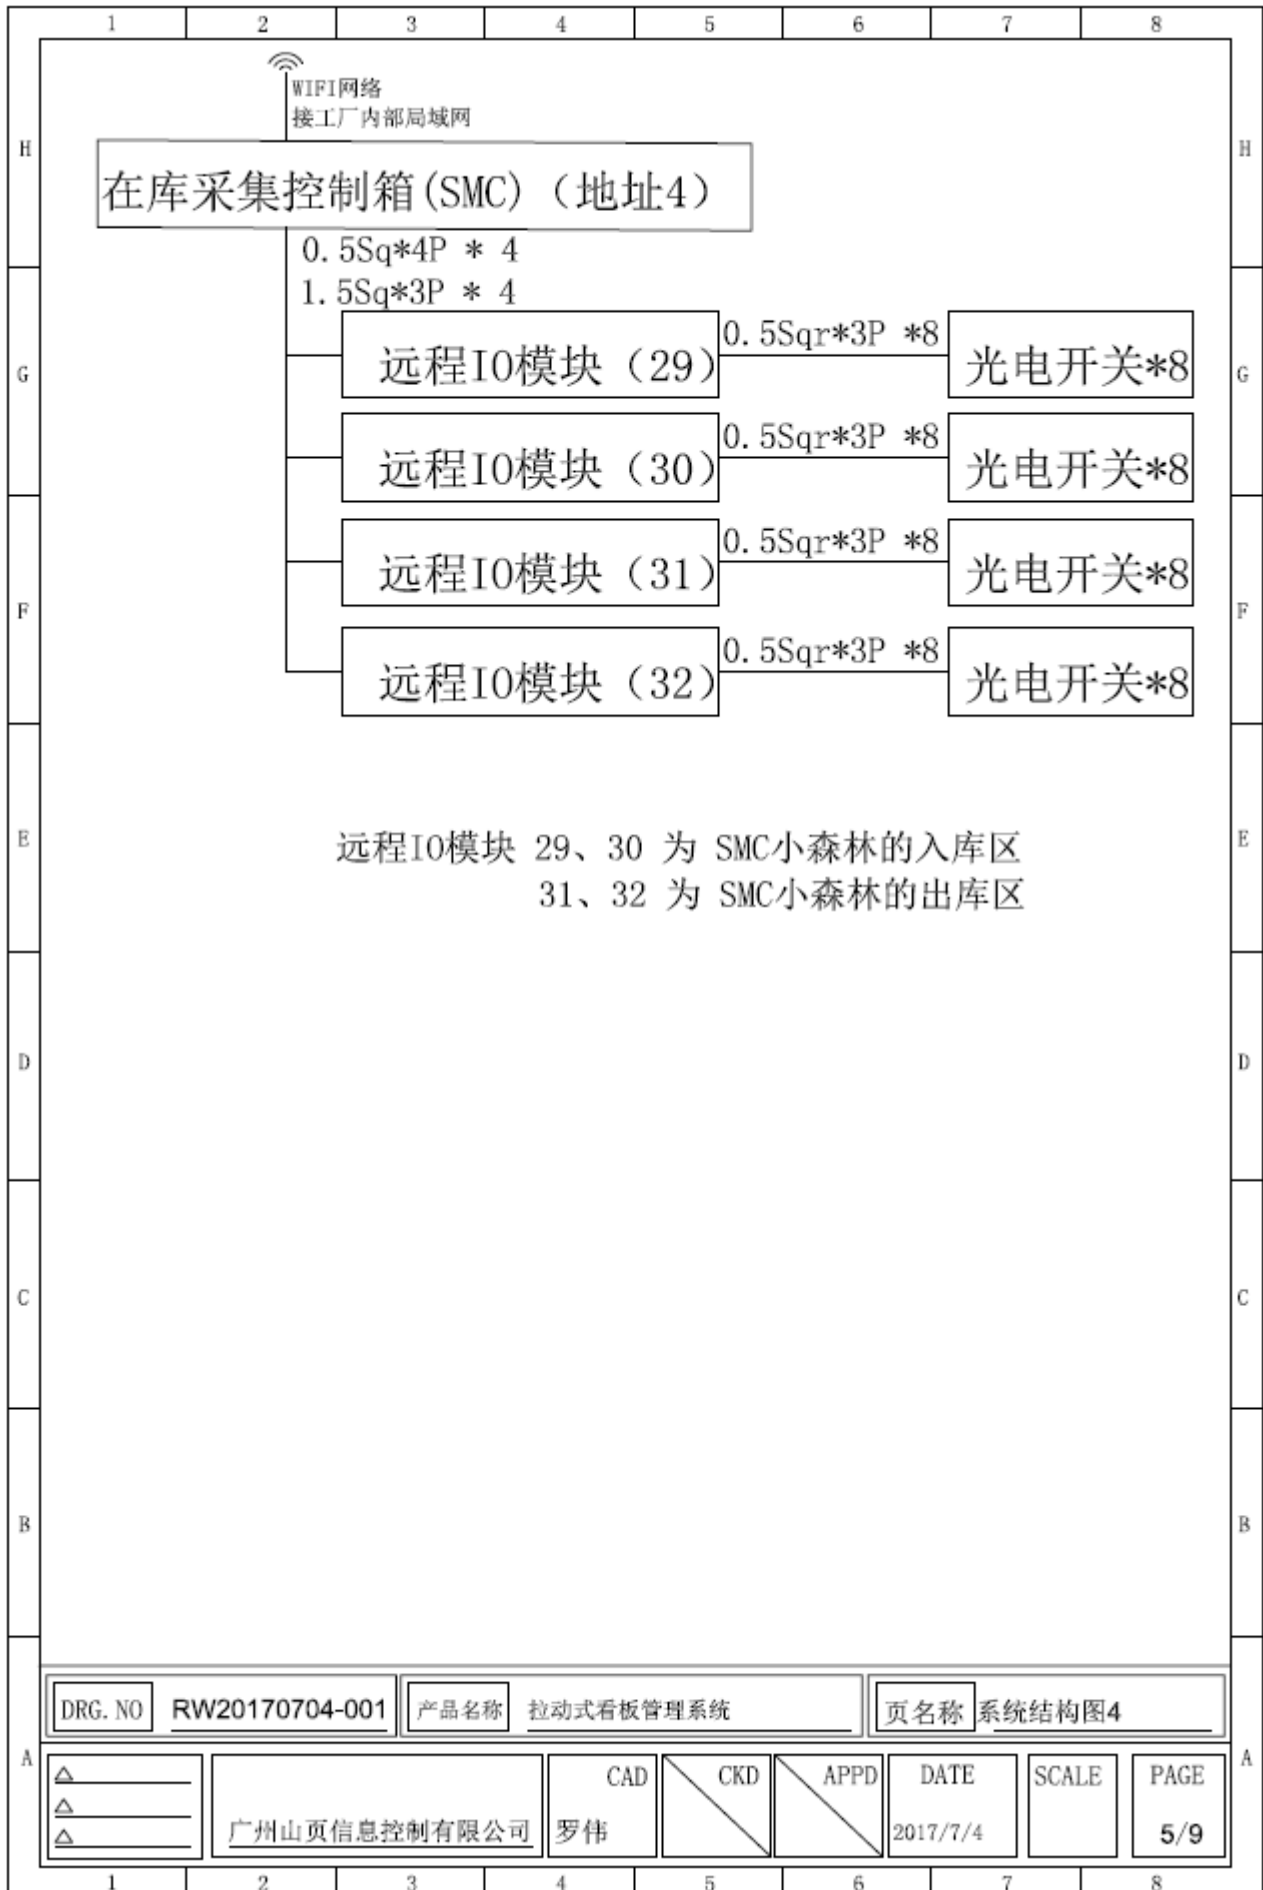 1 2 3 4 5 6 7 8
WIFI网络
接工厂内部局域网
H H
在库采集控制箱(SMC)（地址4）
0.5Sq*4P * 4
1.5Sq*3P * 4
0.5Sqr*3P *8
G 远程IO模块（29） 光电开关*8 G
0.5Sqr*3P *8
远程IO模块（30） 光电开关*8
0.5Sqr*3P *8
远程IO模块（31） 光电开关*8
F F
0.5Sqr*3P *8
远程IO模块（32） 光电开关*8
E 远程IO模块 29、30 为 SMC小森林的入库区 E
31、32 为 SMC小森林的出库区
D D
C C
B B
DRG.NO RW20170704-001 产品名称 拉动式看板管理系统 页名称 系统结构图4
A A
CAD CKD APPD DATE SCALE PAGE
广州山页信息控制有限公司 罗伟 2017/7/4 5/9
1 2 3 4 5 6 7 8